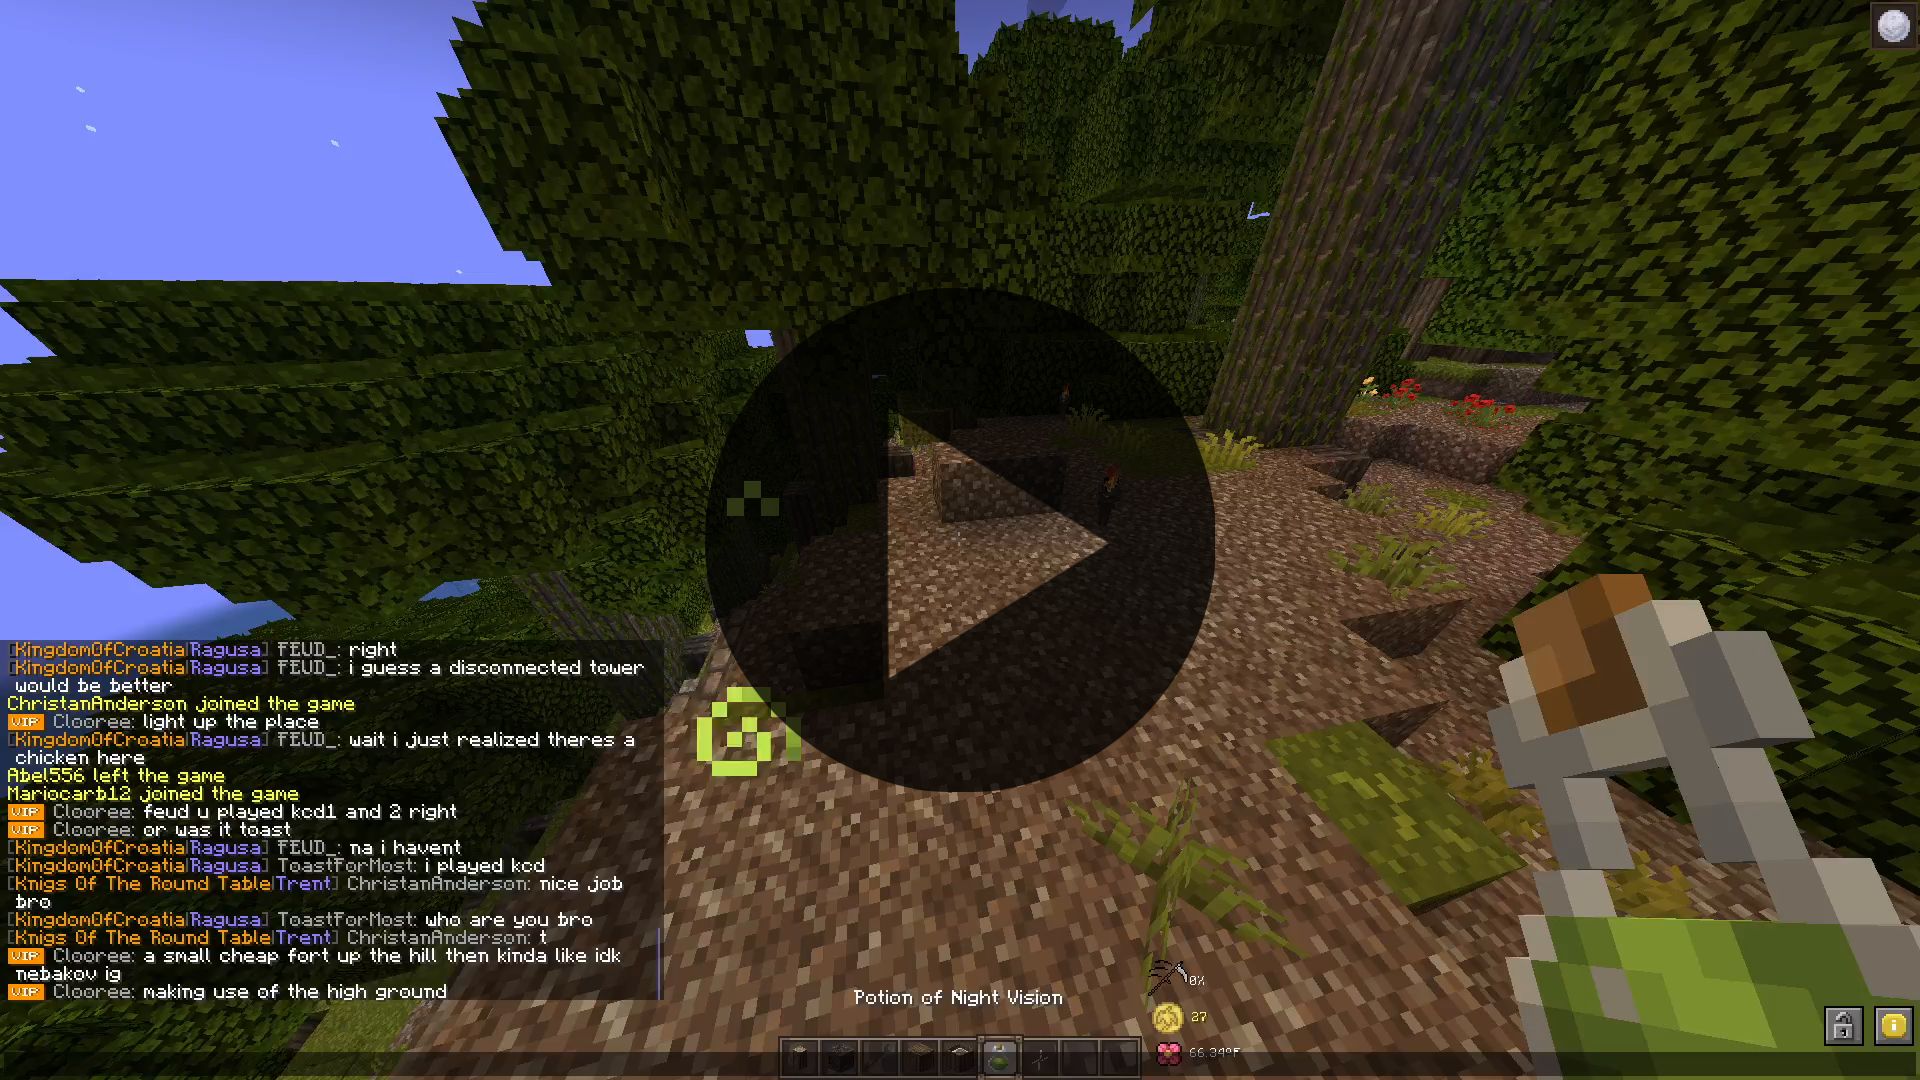 [KingdomOfCroatia|Ragusa] FEUD_: right
[KingdomOfCroatia|Ragusa] FEUD_: i guess a disconnected tower
would be better
ChristanAnderson joined the game
VIP Clooree: light up the place
[KingdomOfCroatia|Ragusa] FEUD_: wait i just realized theres a
chicken here
Abel556 left the game
Mariocarb12 joined the game
VIP Clooree: feud u played kcd1 and 2 right
VIP Clooree: or was it toast
[KingdomOfCroatia|Ragusa] FEUD_: na i havent
[KingdomOfCroatia|Ragusa] ToastForMost: i played kcd
[Knigs Of The Round Table|Trent] ChristanAnderson: nice job
bro
[KingdomOfCroatia|Ragusa] ToastForMost: who are you bro
[Knigs Of The Round Table|Trent] ChristanAnderson: t
VIP Clooree: a small cheap fort up the hill then kinda like idk
nebakov ig
VIP Clooree: making use of the high ground
0%
Potion of Night Vision
27
66.34°F